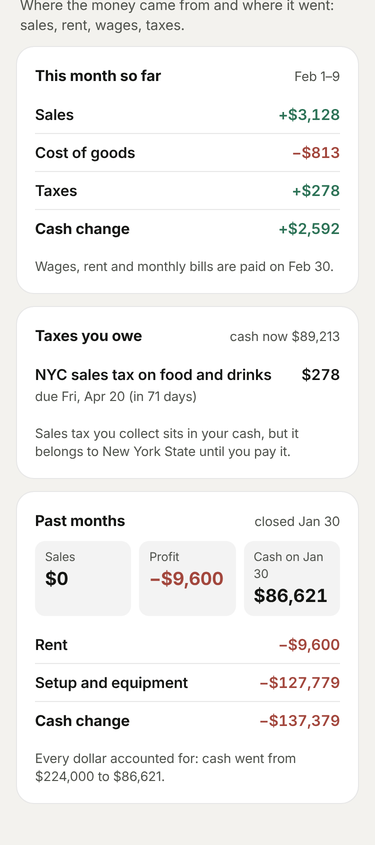 Where the money came from and where it went:
sales, rent, wages, taxes.
This month so far Feb 1–9
Sales +$3,128
Cost of goods −$813
Taxes +$278
Cash change +$2,592
Wages, rent and monthly bills are paid on Feb 30.
Taxes you owe cash now $89,213
NYC sales tax on food and drinks $278
due Fri, Apr 20 (in 71 days)
Sales tax you collect sits in your cash, but it
belongs to New York State until you pay it.
Past months closed Jan 30
Sales
$0
Profit
−$9,600
Cash on Jan
30
$86,621
Rent −$9,600
Setup and equipment −$127,779
Cash change −$137,379
Every dollar accounted for: cash went from
$224,000 to $86,621.